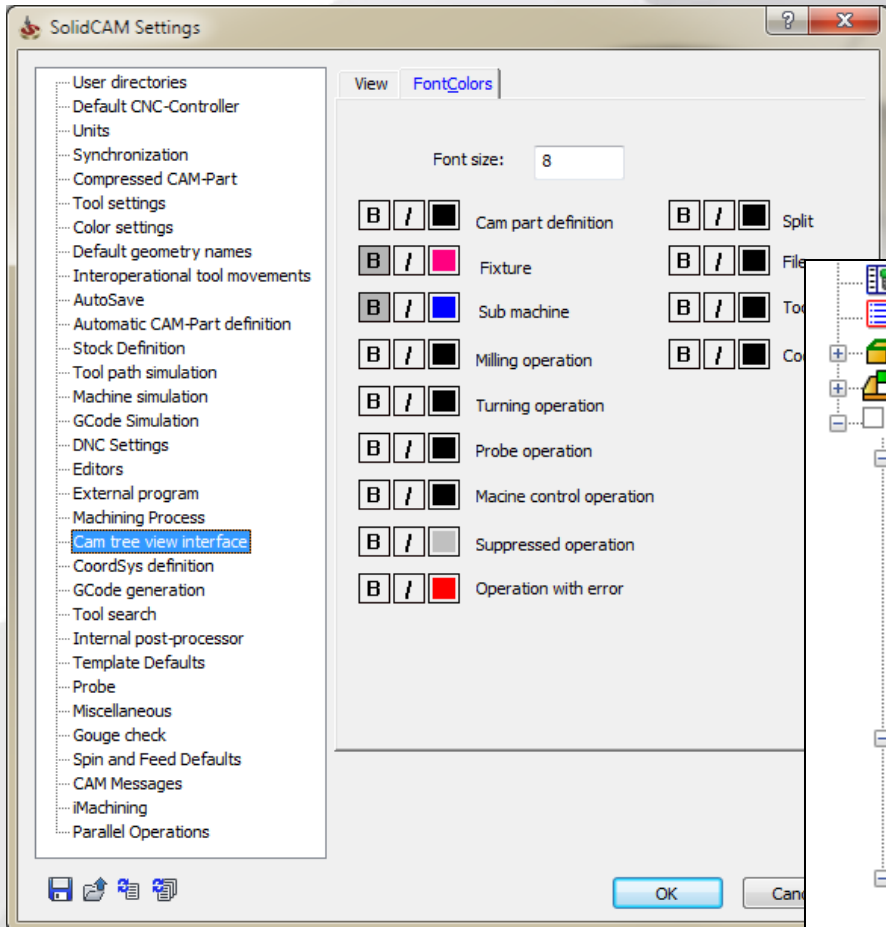 SolidCAM Settings
User directories
Default CNC-Controller
Units
Synchronization
Compressed CAM-Part
Tool settings
Color settings
Default geometry names
Interoperational tool movements
AutoSave
Automatic CAM-Part definition
Stock Definition
Tool path simulation
Machine simulation
GCode Simulation
DNC Settings
Editors
External program
Machining Process
Cam tree view interface
CoordSys definition
GCode generation
Tool search
Internal post-processor
Template Defaults
Probe
Miscellaneous
Gouge check
Spin and Feed Defaults
CAM Messages
iMachining
Parallel Operations
View FontColors
Font size: 8
B I Cam part definition B I Split
B I Fixture B I File
B I Sub machine B I
B I Milling operation B I
B I Turning operation
B I Probe operation
B I Macine control operation
B I Suppressed operation
B I Operation with error
OK